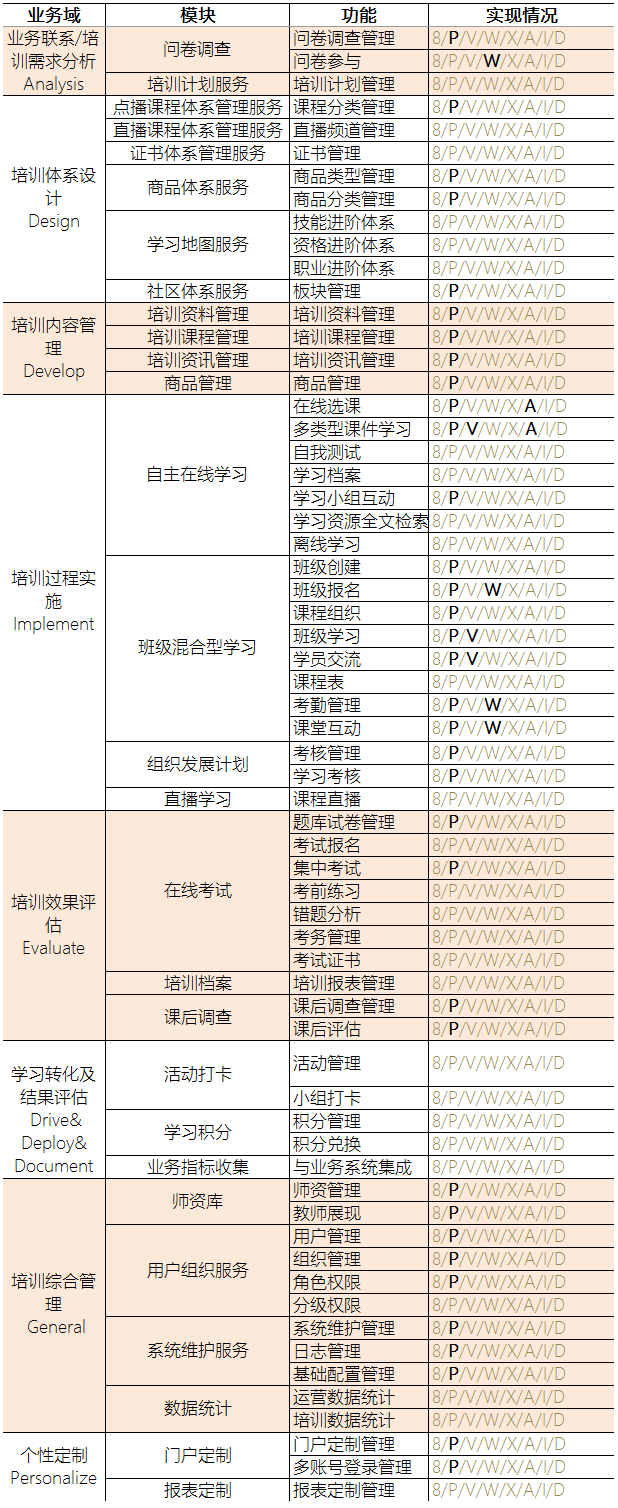 业务域 模块 功能 实现情况
业务联系/培
训需求分析
Analysis
问卷调查
问卷调查管理 8/P/V/W/X/A/I/D
问卷参与 8/P/V/W/X/A/I/D
培训计划服务 培训计划管理 8/P/V/W/X/A/I/D
培训体系设
计
Design
点播课程体系管理服务 课程分类管理 8/P/V/W/X/A/I/D
直播课程体系管理服务 直播频道管理 8/P/V/W/X/A/I/D
证书体系管理服务 证书管理 8/P/V/W/X/A/I/D
商品体系服务
商品类型管理 8/P/V/W/X/A/I/D
商品分类管理 8/P/V/W/X/A/I/D
学习地图服务
技能进阶体系 8/P/V/W/X/A/I/D
资格进阶体系 8/P/V/W/X/A/I/D
职业进阶体系 8/P/V/W/X/A/I/D
社区体系服务 板块管理 8/P/V/W/X/A/I/D
培训内容管
理
Develop
培训资料管理 培训资料管理 8/P/V/W/X/A/I/D
培训课程管理 培训课程管理 8/P/V/W/X/A/I/D
培训资讯管理 培训资讯管理 8/P/V/W/X/A/I/D
商品管理 商品管理 8/P/V/W/X/A/I/D
培训过程实
施
Implement
自主在线学习
在线选课 8/P/V/W/X/A/I/D
多类型课件学习 8/P/V/W/X/A/I/D
自我测试 8/P/V/W/X/A/I/D
学习档案 8/P/V/W/X/A/I/D
学习小组互动 8/P/V/W/X/A/I/D
学习资源全文检索 8/P/V/W/X/A/I/D
离线学习 8/P/V/W/X/A/I/D
班级混合型学习
班级创建 8/P/V/W/X/A/I/D
班级报名 8/P/V/W/X/A/I/D
课程组织 8/P/V/W/X/A/I/D
班级学习 8/P/V/W/X/A/I/D
学员交流 8/P/V/W/X/A/I/D
课程表 8/P/V/W/X/A/I/D
考勤管理 8/P/V/W/X/A/I/D
课堂互动 8/P/V/W/X/A/I/D
组织发展计划
考核管理 8/P/V/W/X/A/I/D
学习考核 8/P/V/W/X/A/I/D
直播学习 课程直播 8/P/V/W/X/A/I/D
培训效果评
估
Evaluate
在线考试
题库试卷管理 8/P/V/W/X/A/I/D
考试报名 8/P/V/W/X/A/I/D
集中考试 8/P/V/W/X/A/I/D
考前练习 8/P/V/W/X/A/I/D
错题分析 8/P/V/W/X/A/I/D
考务管理 8/P/V/W/X/A/I/D
考试证书 8/P/V/W/X/A/I/D
培训档案 培训报表管理 8/P/V/W/X/A/I/D
课后调查
课后调查管理 8/P/V/W/X/A/I/D
课后评估 8/P/V/W/X/A/I/D
学习转化及
结果评估
Drive&
Deploy&
Document
活动打卡
活动管理 8/P/V/W/X/A/I/D
小组打卡 8/P/V/W/X/A/I/D
学习积分
积分管理 8/P/V/W/X/A/I/D
积分兑换 8/P/V/W/X/A/I/D
业务指标收集 与业务系统集成 8/P/V/W/X/A/I/D
培训综合管
理
General
师资库
师资管理 8/P/V/W/X/A/I/D
教师展现 8/P/V/W/X/A/I/D
用户组织服务
用户管理 8/P/V/W/X/A/I/D
组织管理 8/P/V/W/X/A/I/D
角色权限 8/P/V/W/X/A/I/D
分级权限 8/P/V/W/X/A/I/D
系统维护服务
系统维护管理 8/P/V/W/X/A/I/D
日志管理 8/P/V/W/X/A/I/D
基础配置管理 8/P/V/W/X/A/I/D
数据统计
运营数据统计 8/P/V/W/X/A/I/D
培训数据统计 8/P/V/W/X/A/I/D
个性定制
Personalize
门户定制
门户定制管理 8/P/V/W/X/A/I/D
多账号登录管理 8/P/V/W/X/A/I/D
报表定制 报表定制管理 8/P/V/W/X/A/I/D